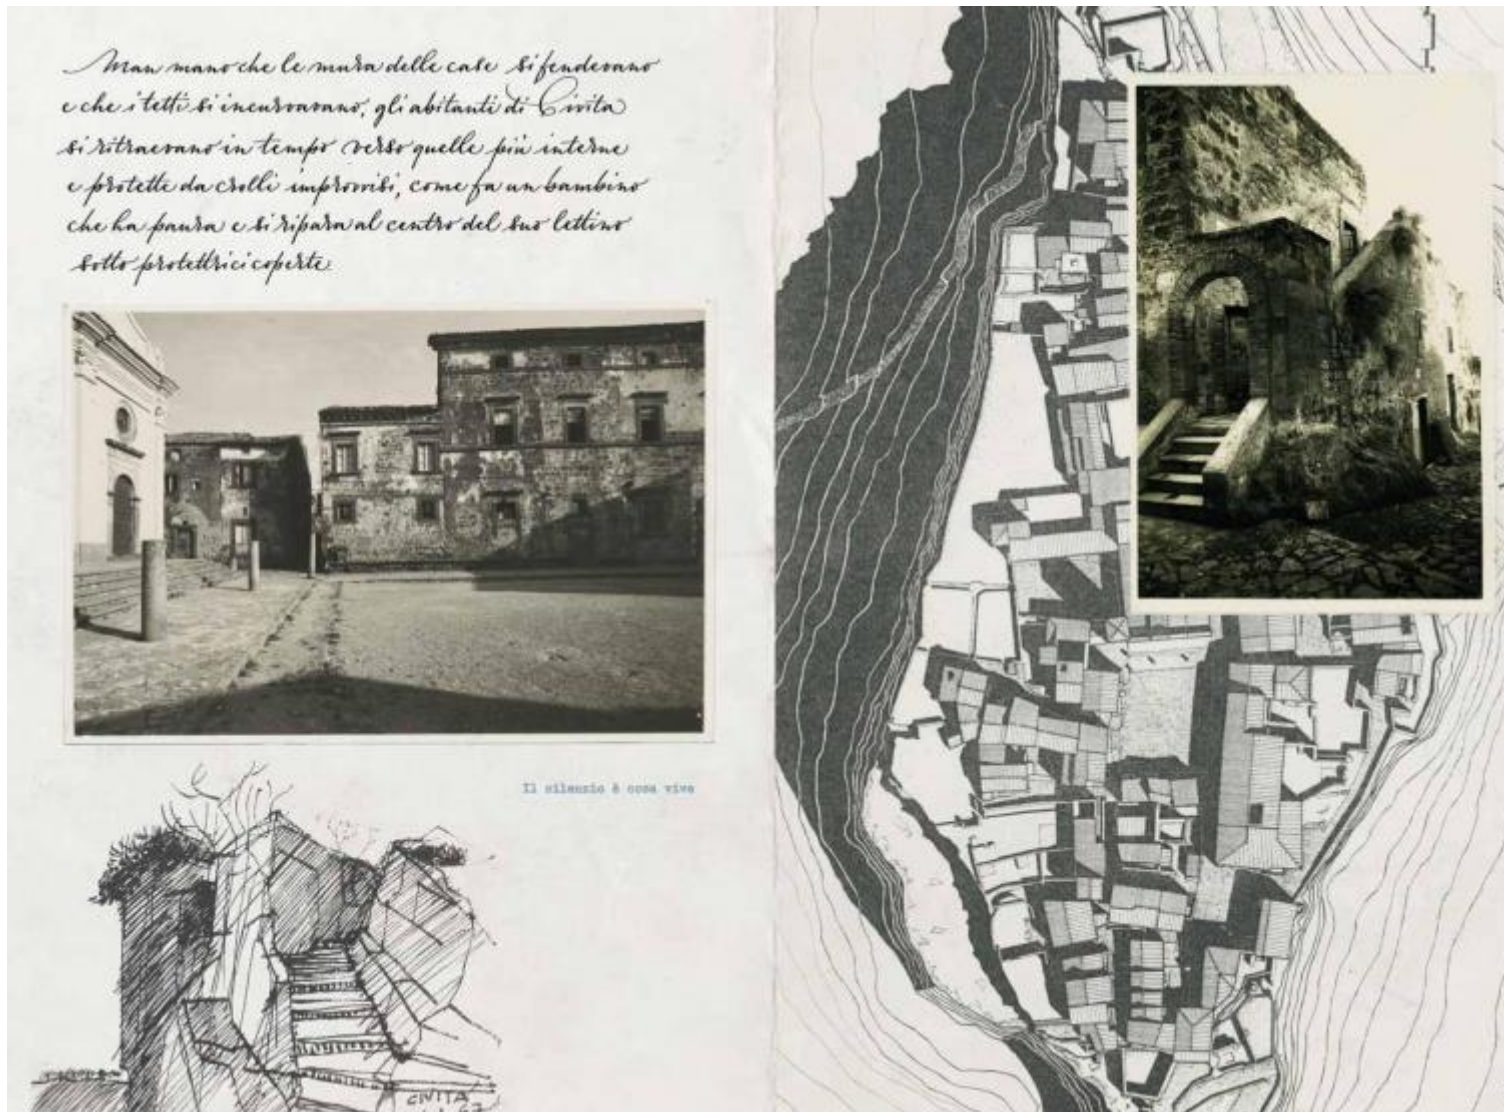 Man mano che le mura delle case si fendevano
e che i tetti si incurvavano, gli abitanti di Civita
si ritraevano in tempo verso quelle più interne
e protette da crolli improvvisi, come fa un bambino
che ha paura e si ripara al centro del suo lettino
sotto protettrici coperte
Il silenzio è cosa viva
CIVITA